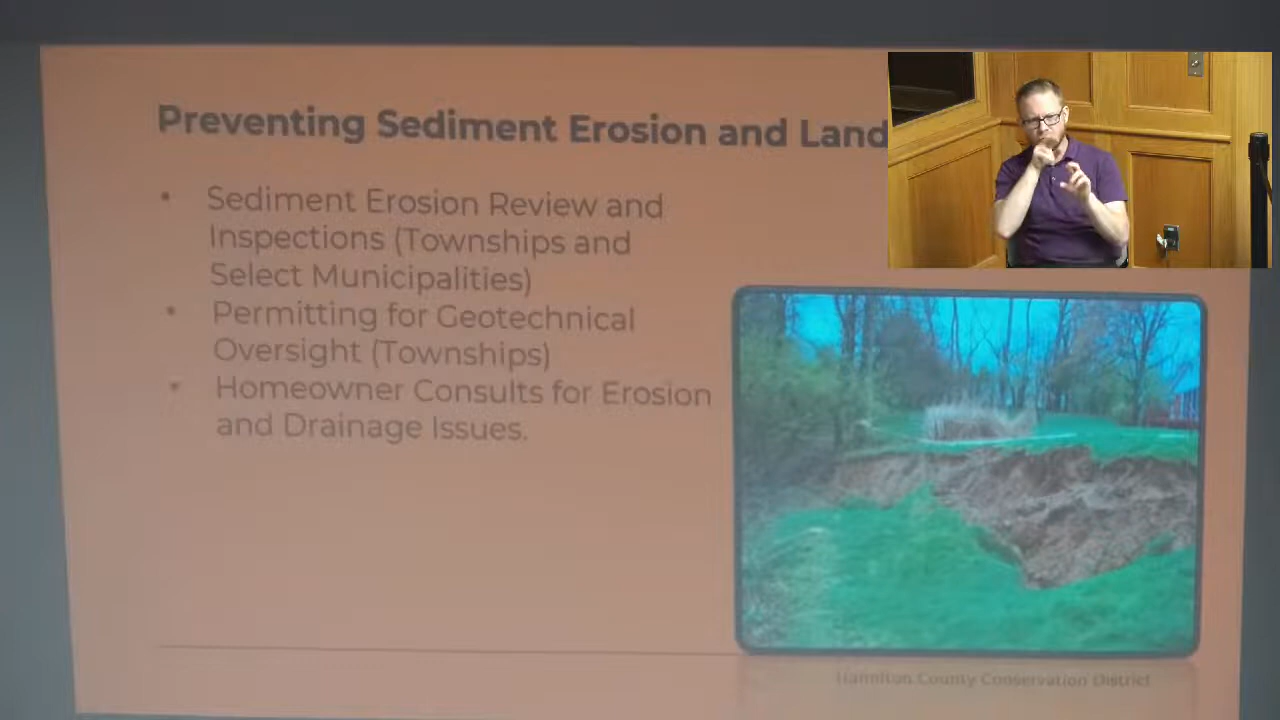 Preventing Sediment Erosion and Land
• Sediment Erosion Review and
Inspections (Townships and
Select Municipalities)
• Permitting for Geotechnical
Oversight (Townships)
• Homeowner Consults for Erosion
and Drainage Issues.
Hamilton County Conservation District